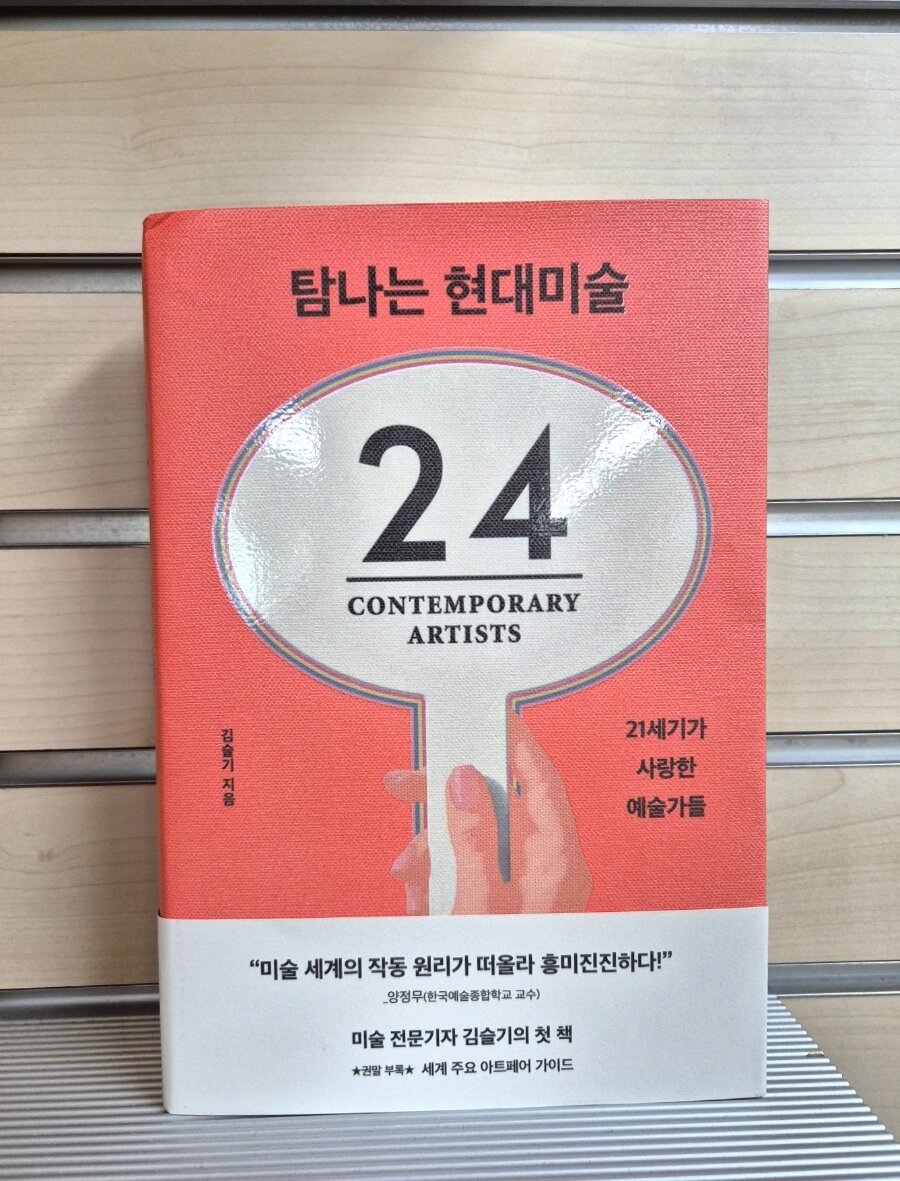 탐나는 현대미술
24
CONTEMPORARY
ARTISTS
김슬기 지음
21세기가
사랑한
예술가들
“미술 세계의 작동 원리가 떠올라 흥미진진하다!”
_양정무(한국예술종합학교 교수)
미술 전문기자 김슬기의 첫 책
★권말 부록★ 세계 주요 아트페어 가이드